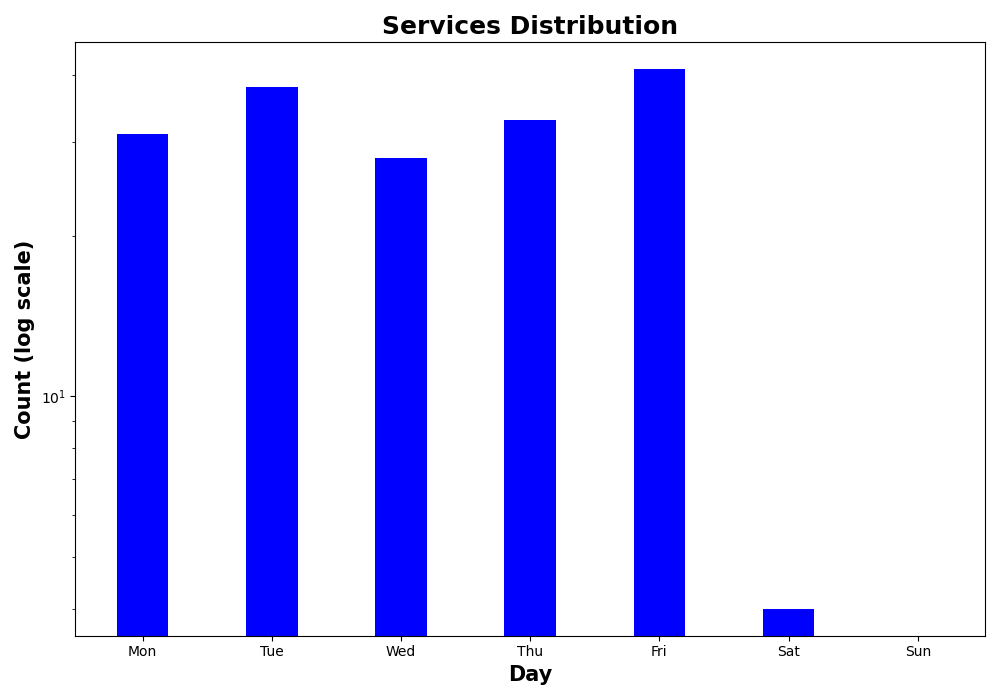 Services Distribution
Count (log scale)
10¹
Mon Tue Wed Thu Fri Sat Sun
Day